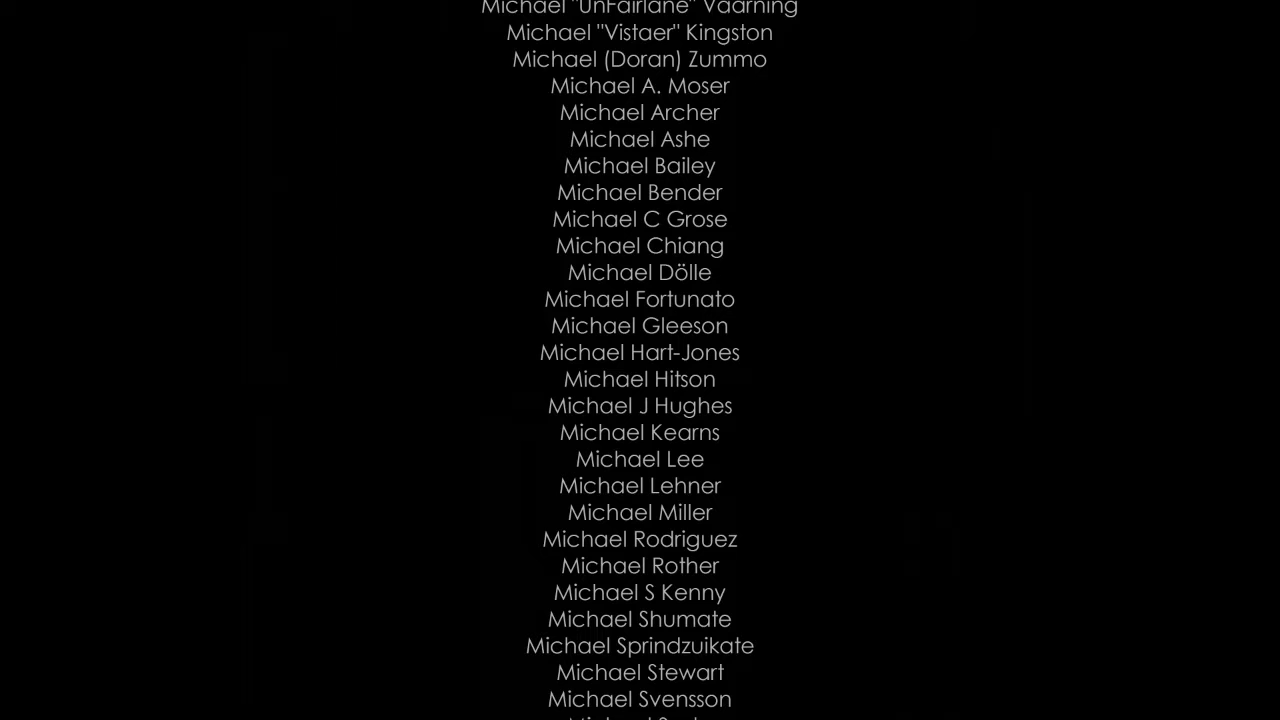 Michael "UnFairlane" Vaarning
Michael "Vistaer" Kingston
Michael (Doran) Zummo
Michael A. Moser
Michael Archer
Michael Ashe
Michael Bailey
Michael Bender
Michael C Grose
Michael Chiang
Michael Dölle
Michael Fortunato
Michael Gleeson
Michael Hart-Jones
Michael Hitson
Michael J Hughes
Michael Kearns
Michael Lee
Michael Lehner
Michael Miller
Michael Rodriguez
Michael Rother
Michael S Kenny
Michael Shumate
Michael Sprindzuikate
Michael Stewart
Michael Svensson
Michael